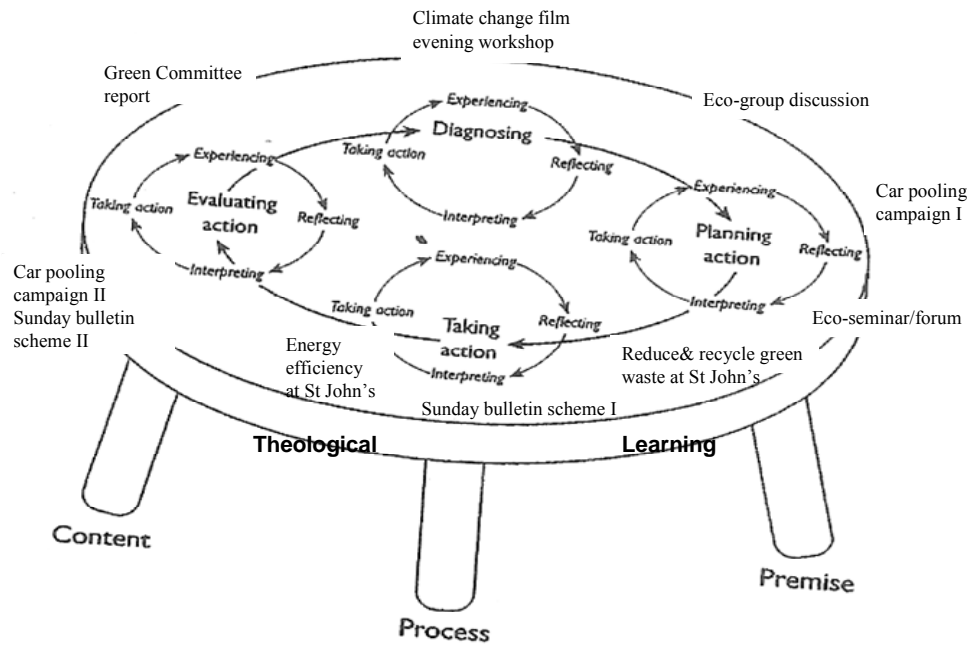 Climate change film
evening workshop
Green Committee
report
Eco-group discussion
Experiencing
Diagnosing
Taking action
Reflecting
Interpreting
Experiencing
Taking action
Evaluating
action
Reflecting
Interpreting
Experiencing
Taking action
Planning
action
Reflecting
Interpreting
Car pooling
campaign I
Experiencing
Taking action
Taking
action
Reflecting
Interpreting
Car pooling
campaign II
Sunday bulletin
scheme II
Energy
efficiency
at St John's
Reduce& recycle green
waste at St John's
Eco-seminar/forum
Sunday bulletin scheme I
Theological
Learning
Content
Process
Premise